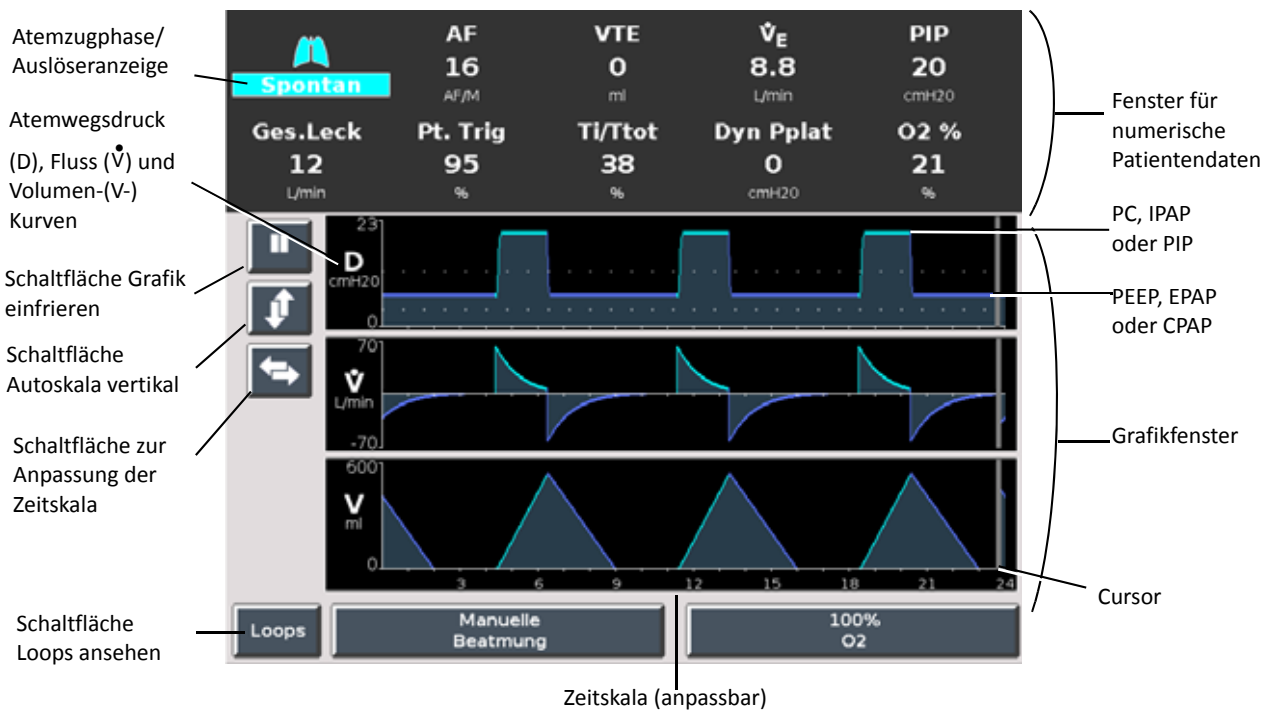 Atemzugphase/
Auslöseranzeige
Atemwegsdruck
(D), Fluss (V̇) und
Volumen-(V-)
Kurven
Schaltfläche Grafik
einfrieren
Schaltfläche
Autoskala vertikal
Schaltfläche zur
Anpassung der
Zeitskala
Schaltfläche
Loops ansehen
Spontan
AF
16
AF/M
VTE
0
ml
V̇E
8.8
L/min
PIP
20
cmH20
Ges.Leck
12
L/min
Pt. Trig
95
%
Ti/Ttot
38
%
Dyn Pplat
0
cmH20
O2 %
21
%
23
D
cmH20
0
70
V̇
L/min
-70
600
V
ml
0
3 6 9 12 15 18 21 24
Loops
Manuelle
Beatmung
100%
O2
Fenster für
numerische
Patientendaten
PC, IPAP
oder PIP
PEEP, EPAP
oder CPAP
Grafikfenster
Cursor
Zeitskala (anpassbar)